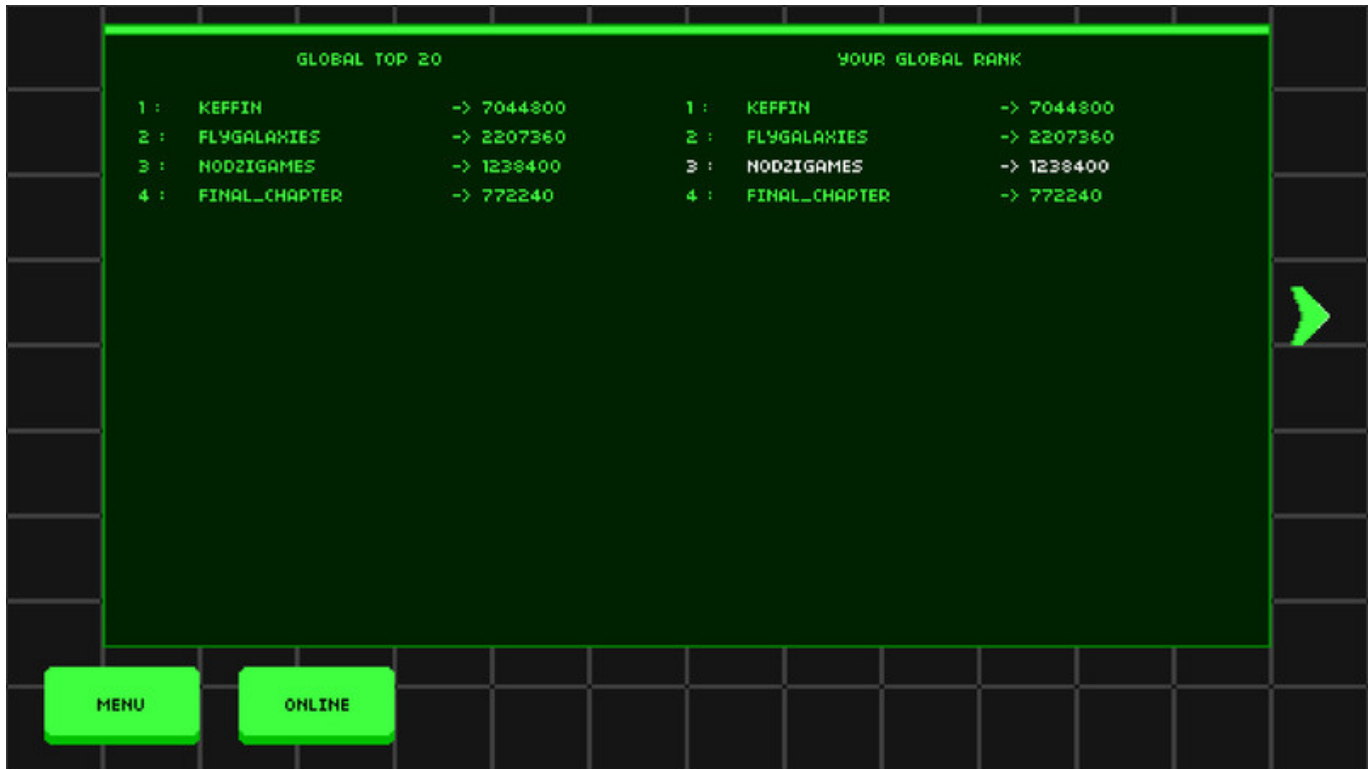 GLOBAL TOP 20
1 : KEFFIN -> 7044800
2 : FLYGALAXIES -> 2207360
3 : NODZIGAMES -> 1238400
4 : FINAL_CHAPTER -> 772240
YOUR GLOBAL RANK
1 : KEFFIN -> 7044800
2 : FLYGALAXIES -> 2207360
3 : NODZIGAMES -> 1238400
4 : FINAL_CHAPTER -> 772240
MENU
ONLINE